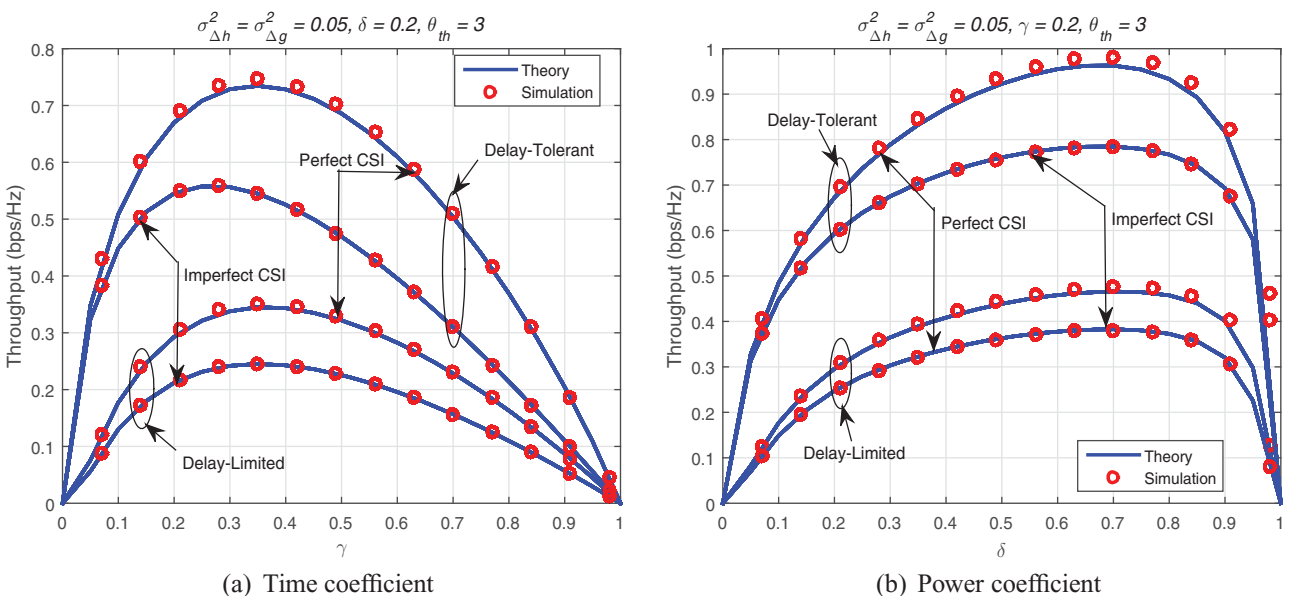 σ²Δh = σ²Δg = 0.05, δ = 0.2, θth = 3
Throughput (bps/Hz)
0.8
0.7
0.6
0.5
0.4
0.3
0.2
0.1
0
Theory
Simulation
Perfect CSI
Delay-Tolerant
Imperfect CSI
Delay-Limited
0 0.1 0.2 0.3 0.4 0.5 0.6 0.7 0.8 0.9 1
γ
(a) Time coefficient
σ²Δh = σ²Δg = 0.05, γ = 0.2, θth = 3
Throughput (bps/Hz)
1
0.9
0.8
0.7
0.6
0.5
0.4
0.3
0.2
0.1
0
Delay-Tolerant
Perfect CSI
Imperfect CSI
Delay-Limited
Theory
Simulation
0 0.1 0.2 0.3 0.4 0.5 0.6 0.7 0.8 0.9 1
δ
(b) Power coefficient